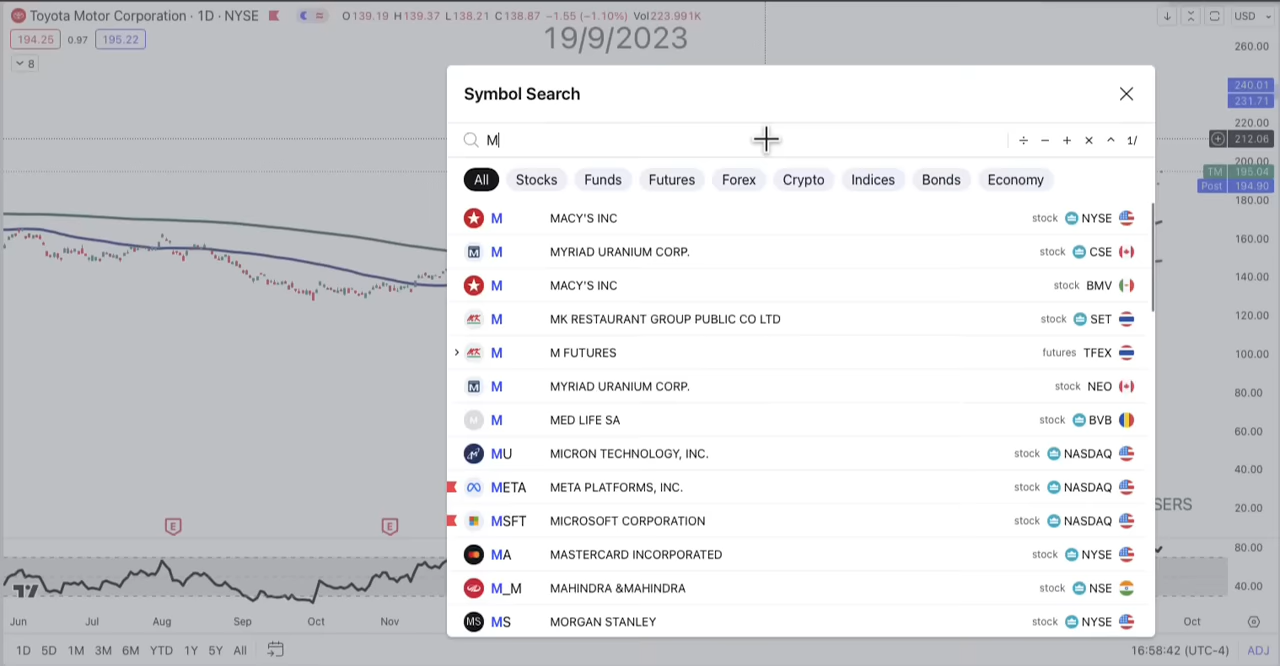 Toyota Motor Corporation · 1D · NYSE O139.19 H139.37 L138.21 C138.87 −1.55 (−1.10%) Vol223.991K USD
194.25 0.97 195.22
19/9/2023
8
Symbol Search
M
÷ − + × ^ 1/
All Stocks Funds Futures Forex Crypto Indices Bonds Economy
M MACY'S INC stock NYSE
M MYRIAD URANIUM CORP. stock CSE
M MACY'S INC stock BMV
MK M MK RESTAURANT GROUP PUBLIC CO LTD stock SET
MK M M FUTURES futures TFEX
M MYRIAD URANIUM CORP. stock NEO
M M MED LIFE SA stock BVB
MU MICRON TECHNOLOGY, INC. stock NASDAQ
META META PLATFORMS, INC. stock NASDAQ
MSFT MICROSOFT CORPORATION stock NASDAQ
MA MASTERCARD INCORPORATED stock NYSE
M_M MAHINDRA &MAHINDRA stock NSE
MS MS MORGAN STANLEY stock NYSE
260.00
240.01
231.71
220.00
212.06
200.00
TM 195.04
Post 194.90
180.00
160.00
140.00
120.00
100.00
80.00
60.00
40.00
20.00
80.00
40.00
SERS
E E
Jun Jul Aug Sep Oct Nov Oct
1D 5D 1M 3M 6M YTD 1Y 5Y All 16:58:42 (UTC-4) ADJ